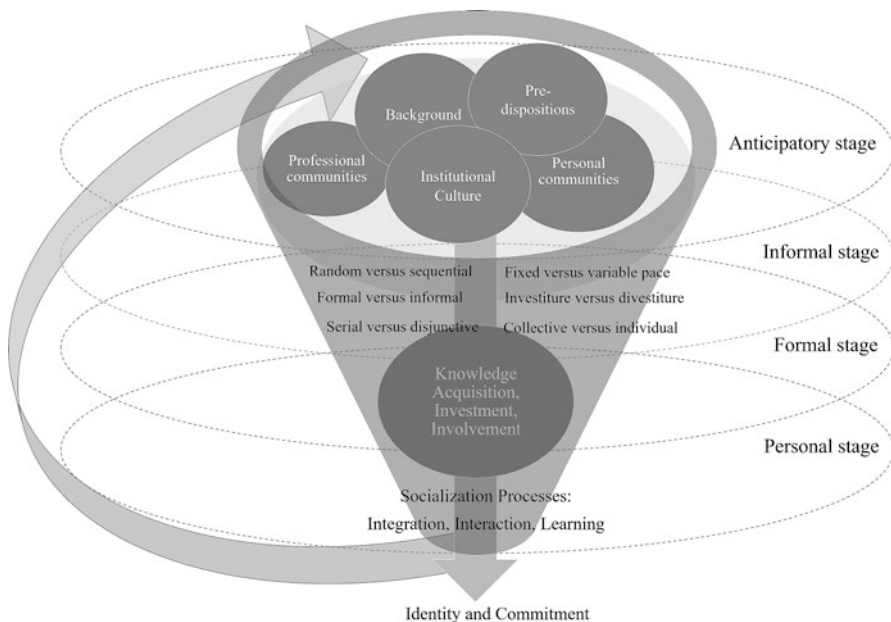 Pre-
dispositions
Background
Anticipatory stage
Professional
communities
Personal
communities
Institutional
Culture
Informal stage
Random versus sequential
Fixed versus variable pace
Formal versus informal
Investiture versus divestiture
Serial versus disjunctive
Collective versus individual
Formal stage
Knowledge
Acquisition,
Investment,
Involvement
Personal stage
Socialization Processes:
Integration, Interaction, Learning
Identity and Commitment